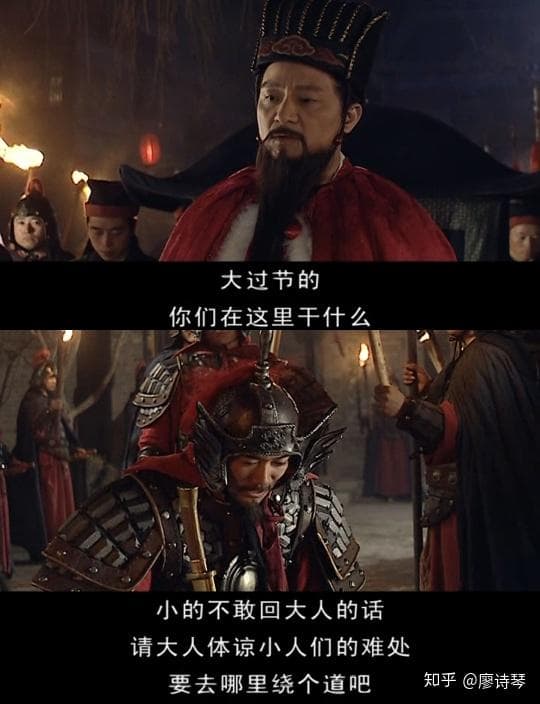 大过节的
你们在这里干什么
小的不敢回大人的话
请大人体谅小人们的难处
要去哪里绕个道吧
知乎 @廖诗琴